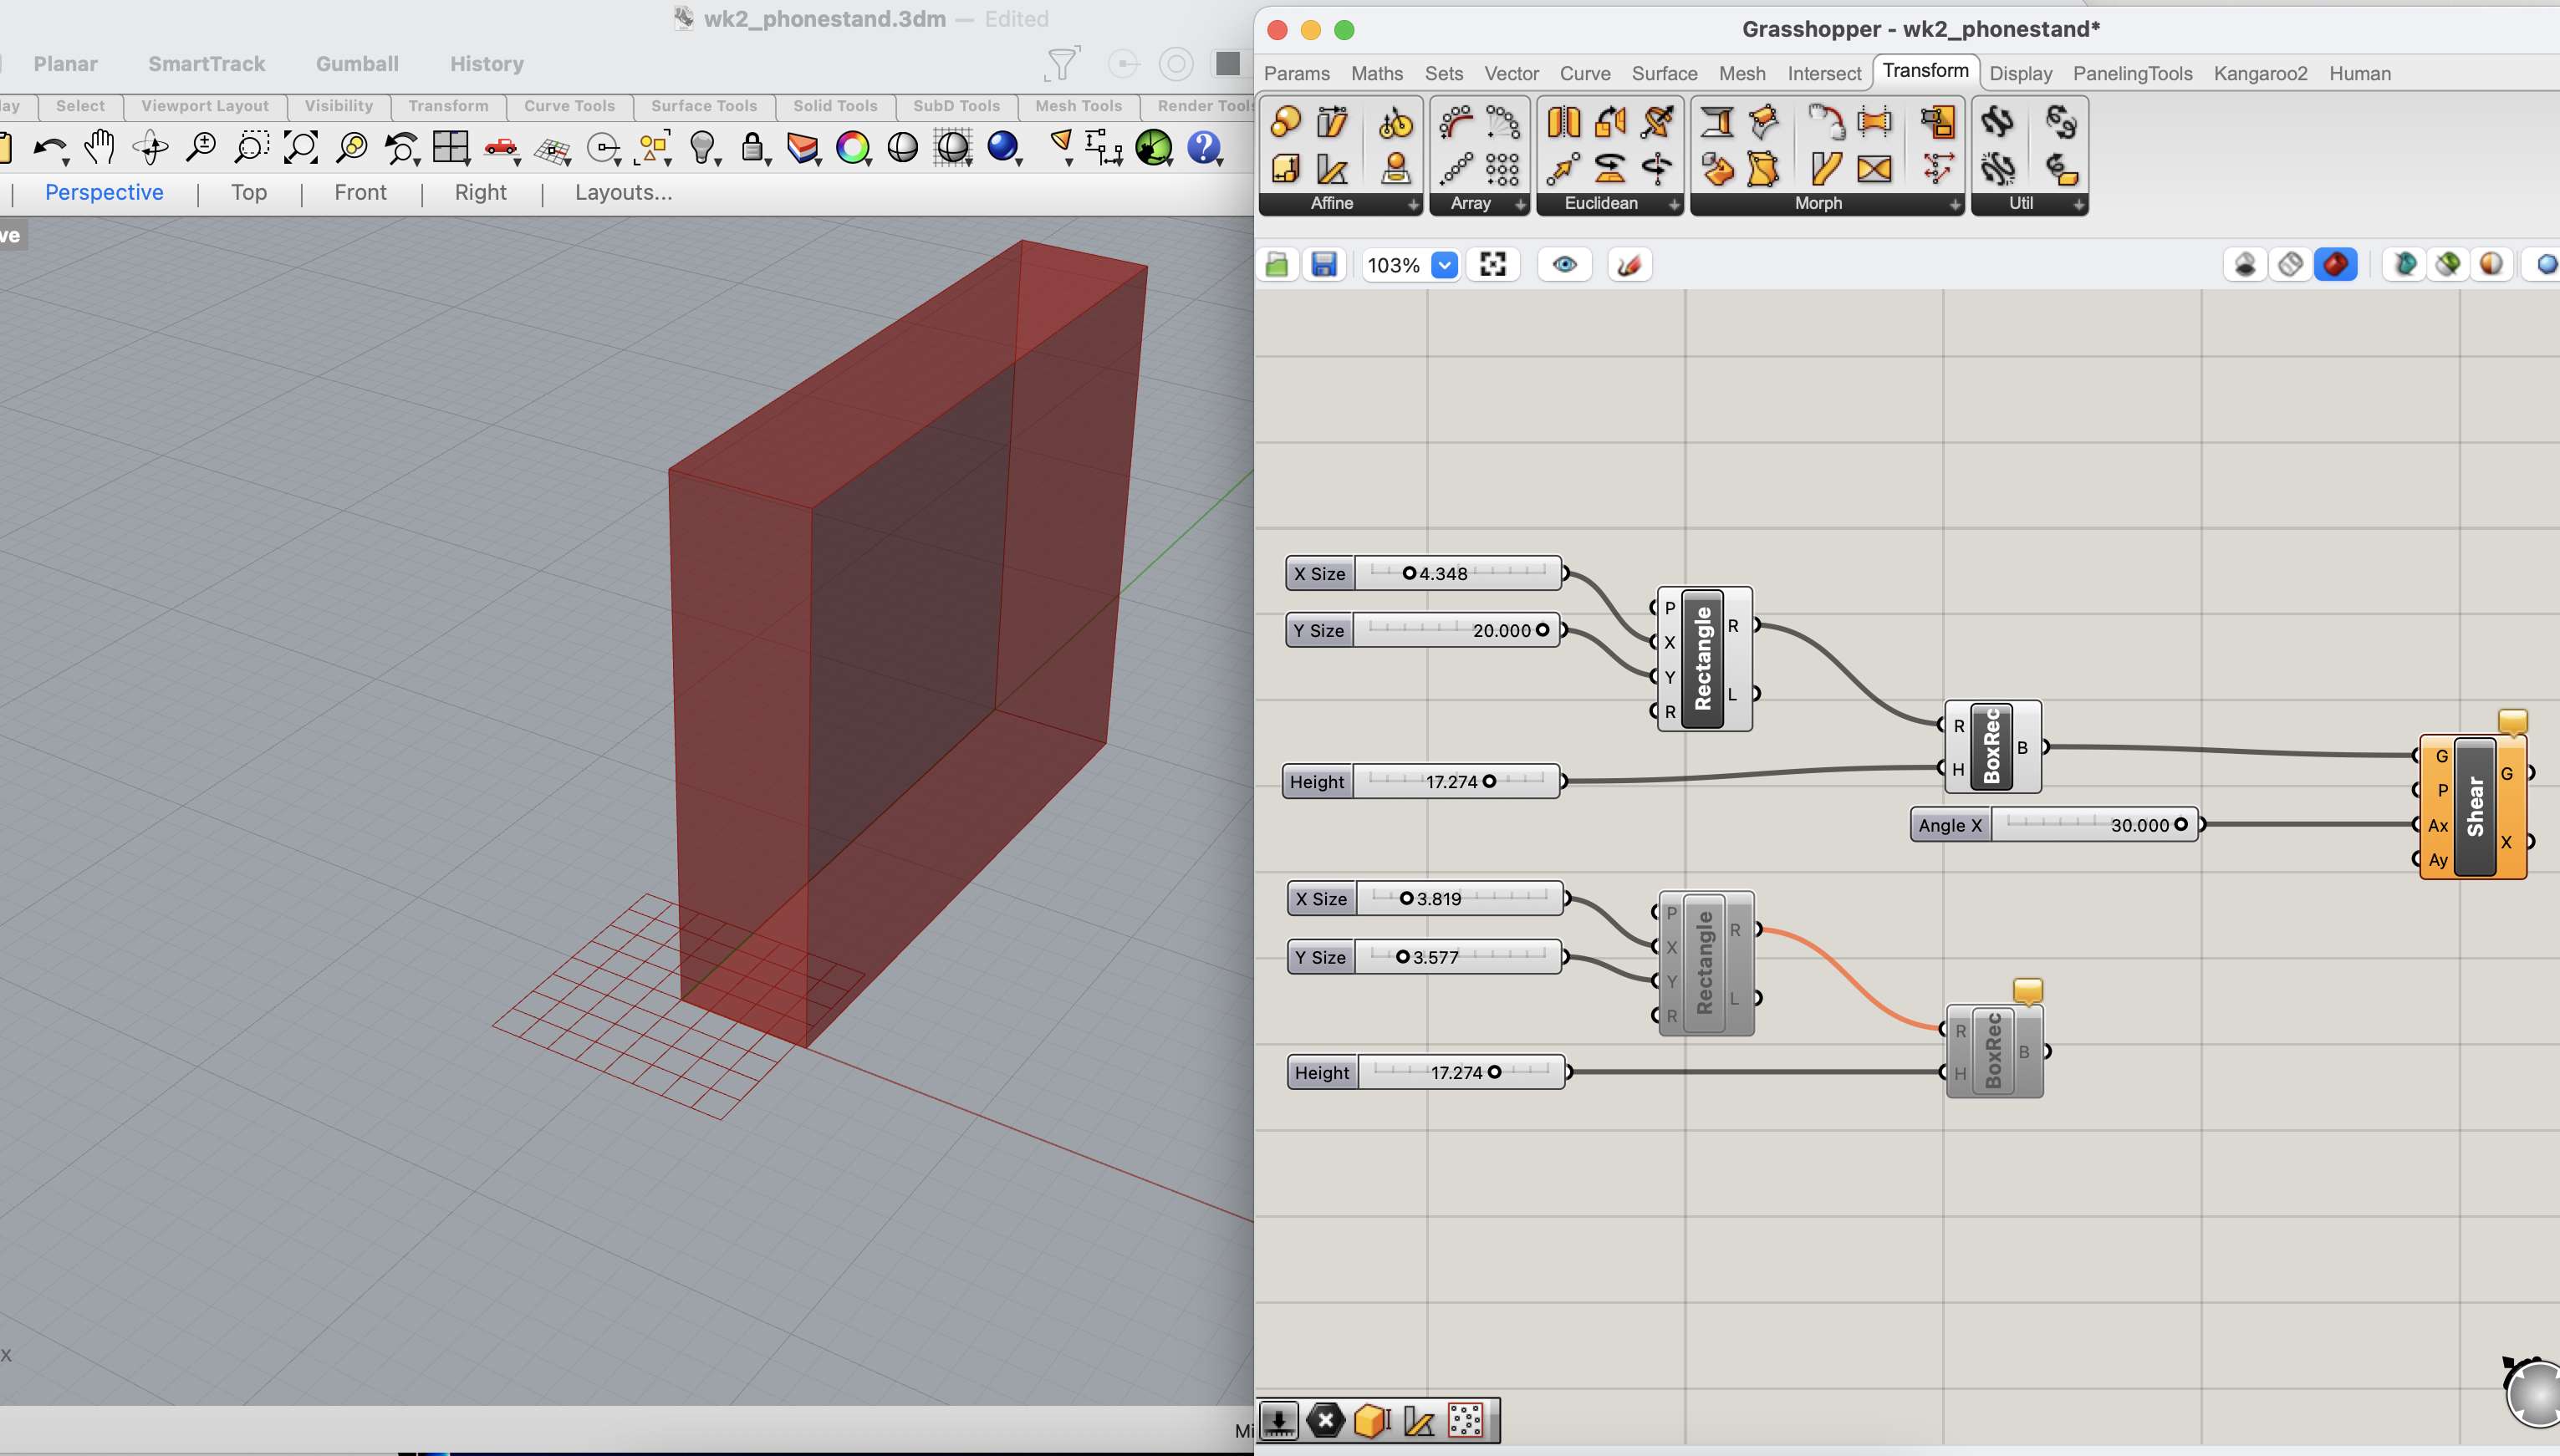 wk2_phonestand.3dm — Edited
Planar SmartTrack Gumball History
lay Select Viewport Layout Visibility Transform Curve Tools Surface Tools Solid Tools SubD Tools Mesh Tools Render Tools
Perspective Top Front Right Layouts...
ve
x
Mi
Grasshopper - wk2_phonestand*
Params Maths Sets Vector Curve Surface Mesh Intersect Transform Display PanelingTools Kangaroo2 Human
Affine Array Euclidean Morph Util
103%
X Size 4.348
Y Size 20.000
P X Y R Rectangle R L
Height 17.274
R H BoxRec B
Angle X 30.000
G P Ax Ay Shear G X
X Size 3.819
Y Size 3.577
P X Y R Rectangle R L
Height 17.274
R H BoxRec B